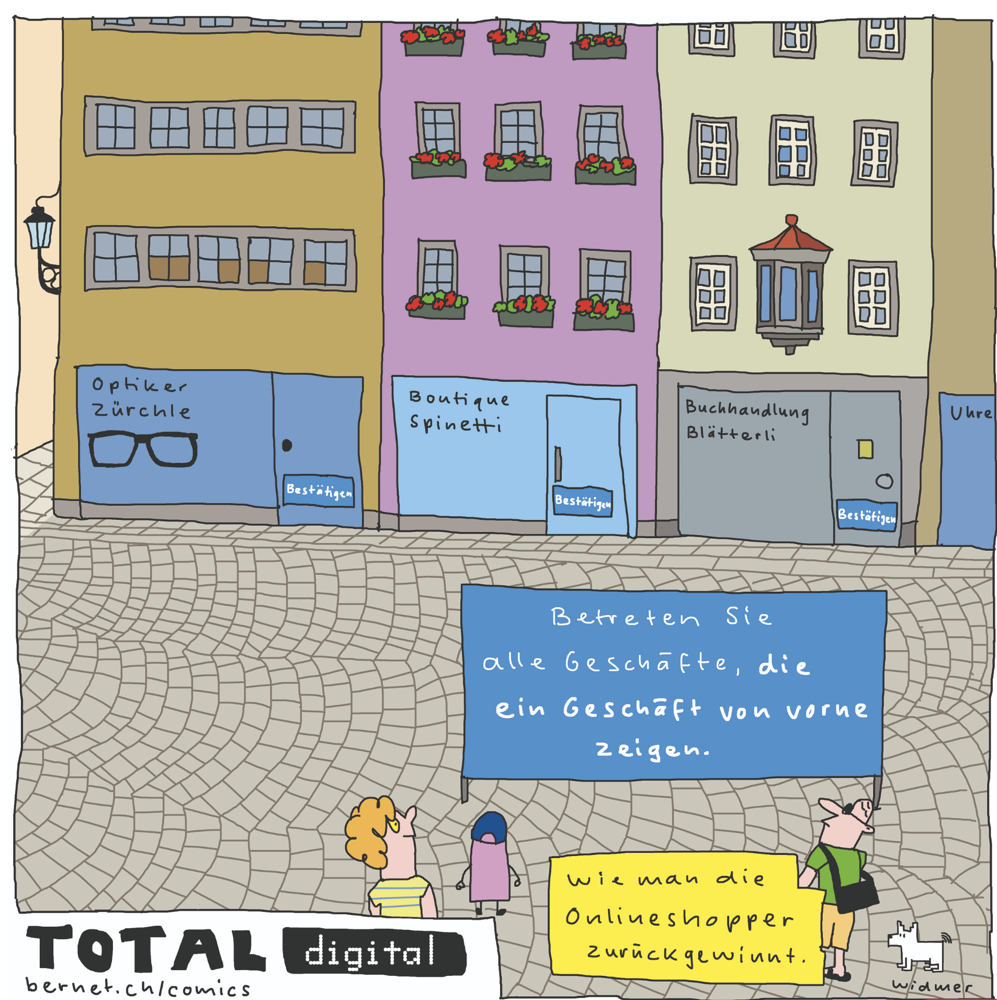 Optiker
Zürchle
Bestätigen
Boutique
Spinetti
Bestätigen
Buchhandlung
Blätterli
Bestätigen
Uhre
Betreten Sie
alle Geschäfte, die
ein Geschäft von vorne
zeigen.
Wie man die
Onlineshopper
zurückgewinnt.
TOTAL digital
bernet.ch/comics
widmer